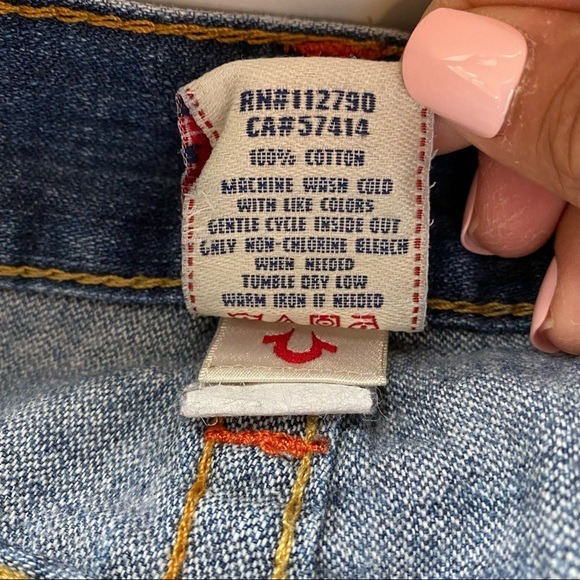 RN#112790
CA#57414
100% COTTON
MACHINE WASH COLD
WITH LIKE COLORS
GENTLE CYCLE INSIDE OUT
ONLY NON-CHLORINE BLEACH
WHEN NEEDED
TUMBLE DRY LOW
WARM IRON IF NEEDED